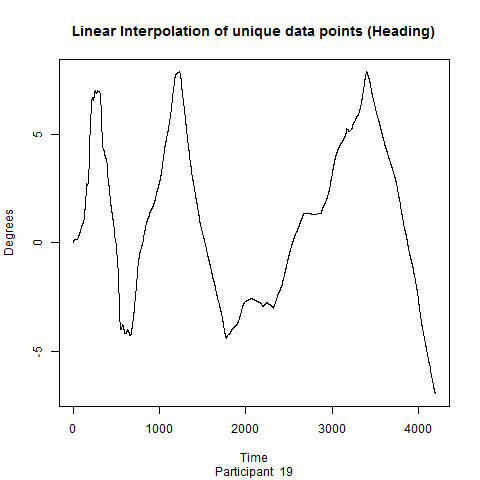 Linear Interpolation of unique data points (Heading)
Degrees
5
0
-5
0 1000 2000 3000 4000
Time
Participant 19